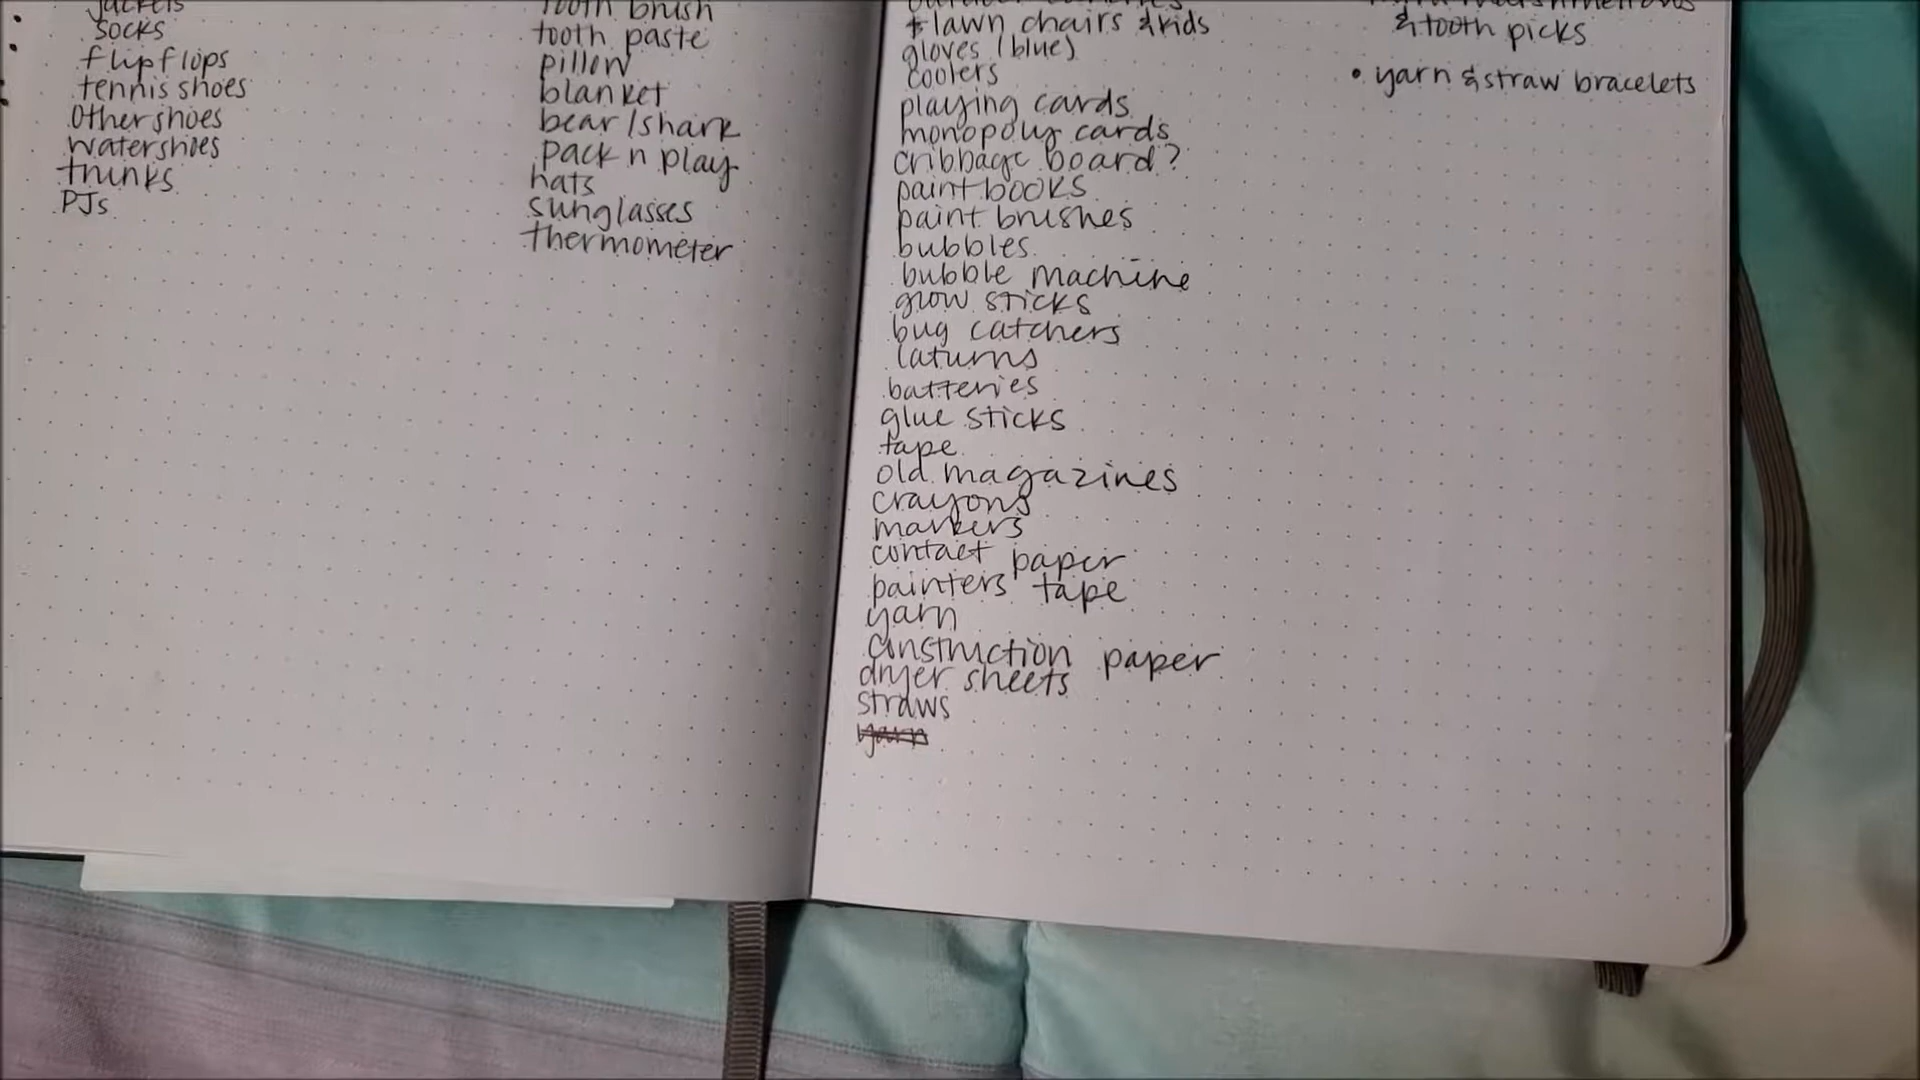 jackets
socks
flipflops
tennis shoes
Other shoes
watershoes
trunks
PJs
tooth brush
tooth paste
pillow
blanket
bear/shark
pack n play
hats
sunglasses
thermometer
lawn chairs & kids
gloves (blue)
coolers
playing cards
monopoly cards
cribbage board?
paint books
paint brushes
bubbles
bubble machine
glow sticks
bug catchers
laturns
batteries
glue sticks
tape
old magazines
crayons
markers
contact paper
painters tape
yarn
construction paper
dryer sheets
straws
yarn
& tooth picks
• yarn & straw bracelets